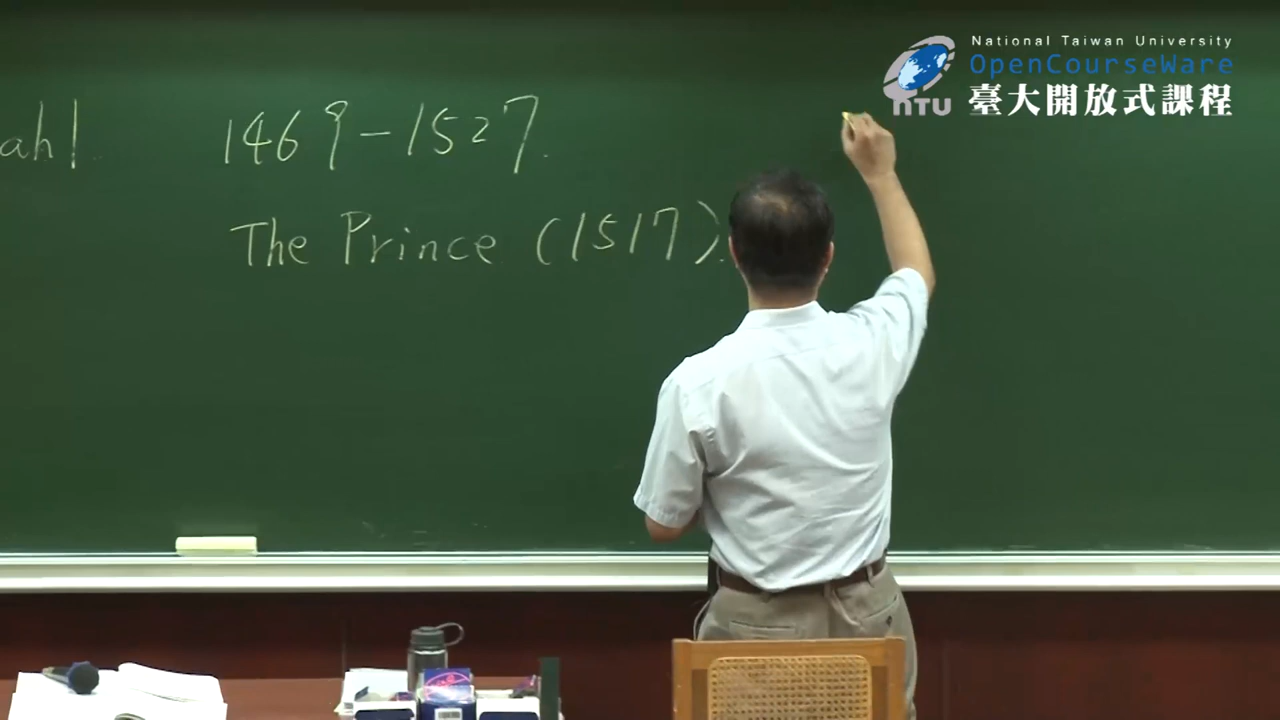 National Taiwan University
OpenCourseWare
NTU 臺大開放式課程
ah!
1469-1527.
The Prince (1517).